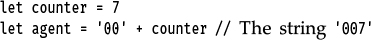 let counter = 7
let agent = '00' + counter // The string '007'